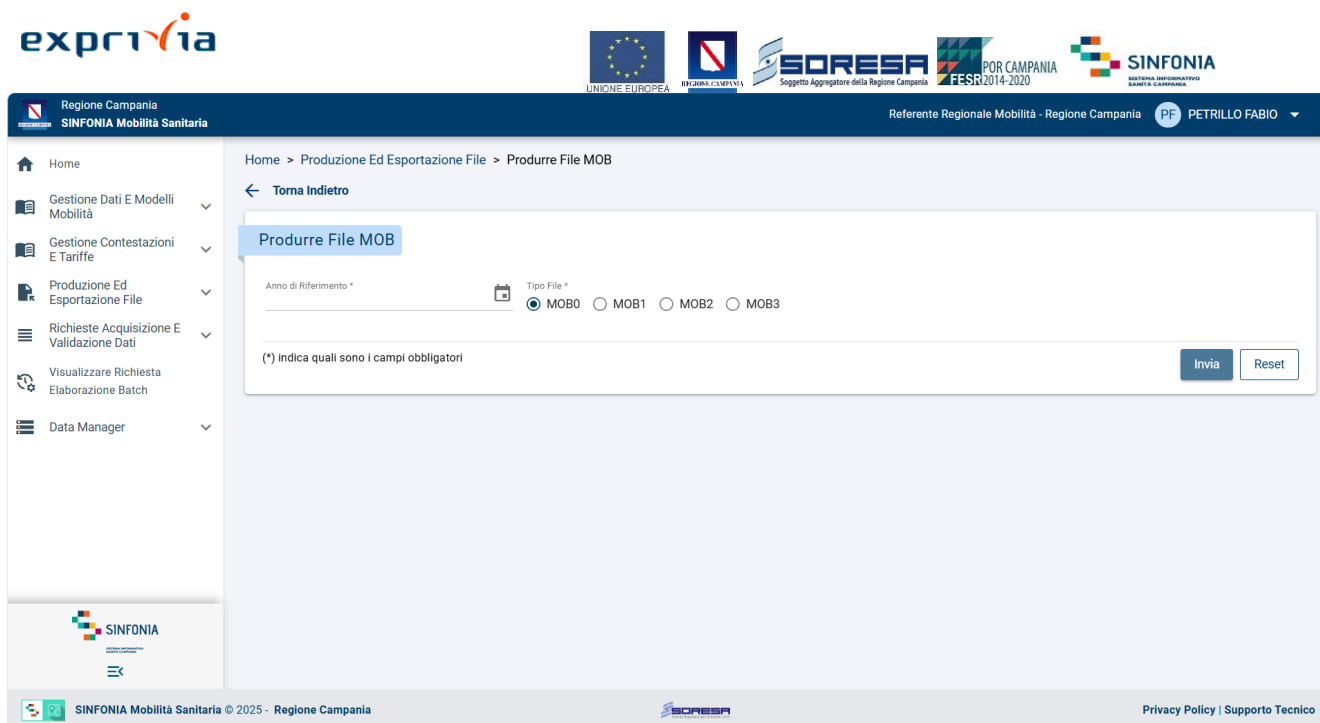 exprivia
UNIONE EUROPEA
REGIONE CAMPANIA
SORESA
Soggetto Aggregatore della Regione Campania
POR CAMPANIA
FESR 2014-2020
SINFONIA
SISTEMA INFORMATIVO
SANITÀ CAMPANIA
Regione Campania
SINFONIA Mobilità Sanitaria
Referente Regionale Mobilità - Regione Campania PF PETRILLO FABIO
Home
Gestione Dati E Modelli
Mobilità
Gestione Contestazioni
E Tariffe
Produzione Ed
Esportazione File
Richieste Acquisizione E
Validazione Dati
Visualizzare Richiesta
Elaborazione Batch
Data Manager
Home > Produzione Ed Esportazione File > Produrre File MOB
Torna Indietro
Produrre File MOB
Anno di Riferimento *
Tipo File *
MOB0 MOB1 MOB2 MOB3
(*) indica quali sono i campi obbligatori
Invia Reset
SINFONIA
SINFONIA Mobilità Sanitaria © 2025 - Regione Campania
SORESA
Privacy Policy | Supporto Tecnico